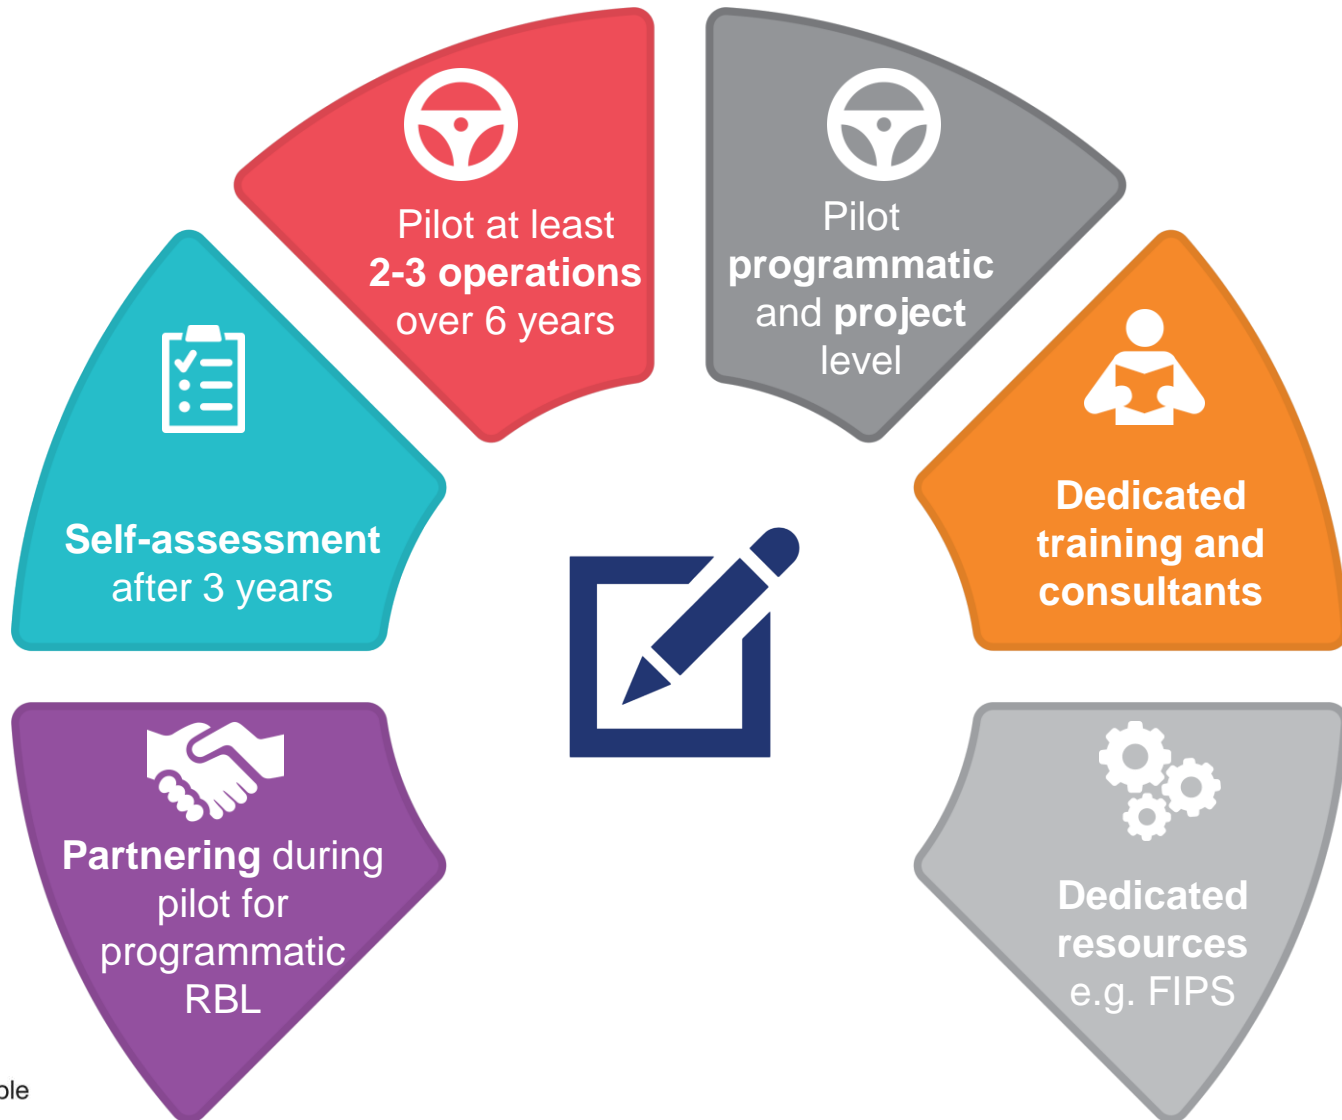 Pilot at least
2-3 operations
over 6 years
Pilot
programmatic
and project
level
Self-assessment
after 3 years
Dedicated
training and
consultants
Partnering during
pilot for
programmatic
RBL
Dedicated
resources
e.g. FIPS